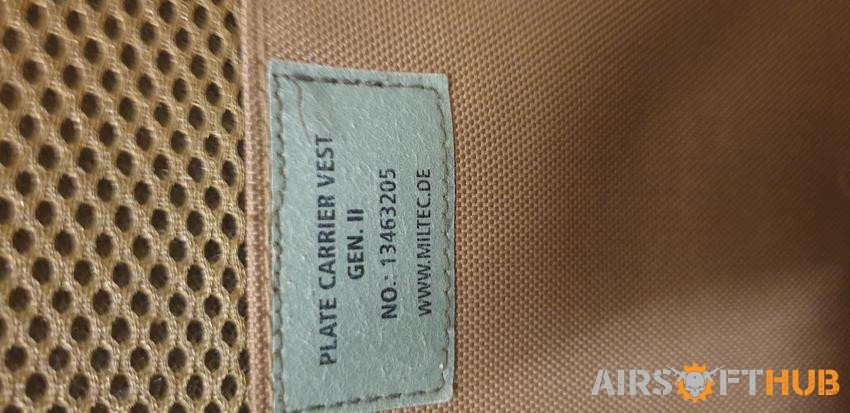 PLATE CARRIER VEST
GEN. II
NO.: 13463205
WWW.MILTEC.DE
AIRSOFTHUB